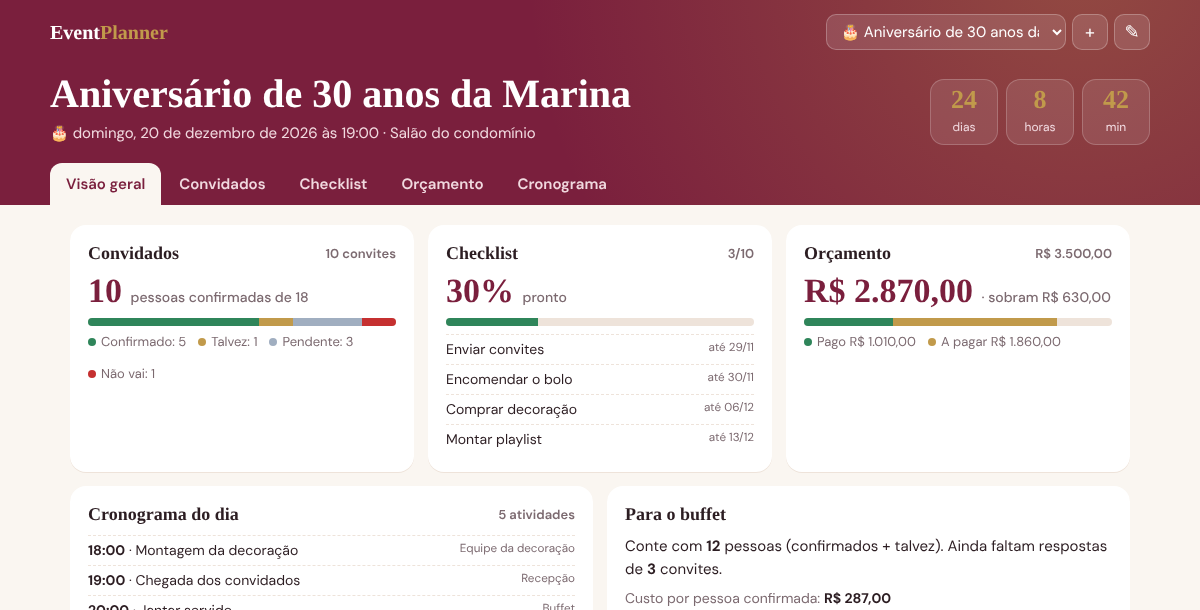 EventPlanner
🎂 Aniversário de 30 anos da
+
✎
Aniversário de 30 anos da Marina
🎂 domingo, 20 de dezembro de 2026 às 19:00 · Salão do condomínio
24 dias
8 horas
42 min
Visão geral
Convidados
Checklist
Orçamento
Cronograma
Convidados
10 convites
10 pessoas confirmadas de 18
Confirmado: 5
Talvez: 1
Pendente: 3
Não vai: 1
Checklist
3/10
30% pronto
Enviar convites
até 29/11
Encomendar o bolo
até 30/11
Comprar decoração
até 06/12
Montar playlist
até 13/12
Orçamento
R$ 3.500,00
R$ 2.870,00 · sobram R$ 630,00
Pago R$ 1.010,00
A pagar R$ 1.860,00
Cronograma do dia
5 atividades
18:00 · Montagem da decoração
Equipe da decoração
19:00 · Chegada dos convidados
Recepção
20:00 · Jantar servido
Buffet
Para o buffet
Conte com 12 pessoas (confirmados + talvez). Ainda faltam respostas
de 3 convites.
Custo por pessoa confirmada: R$ 287,00